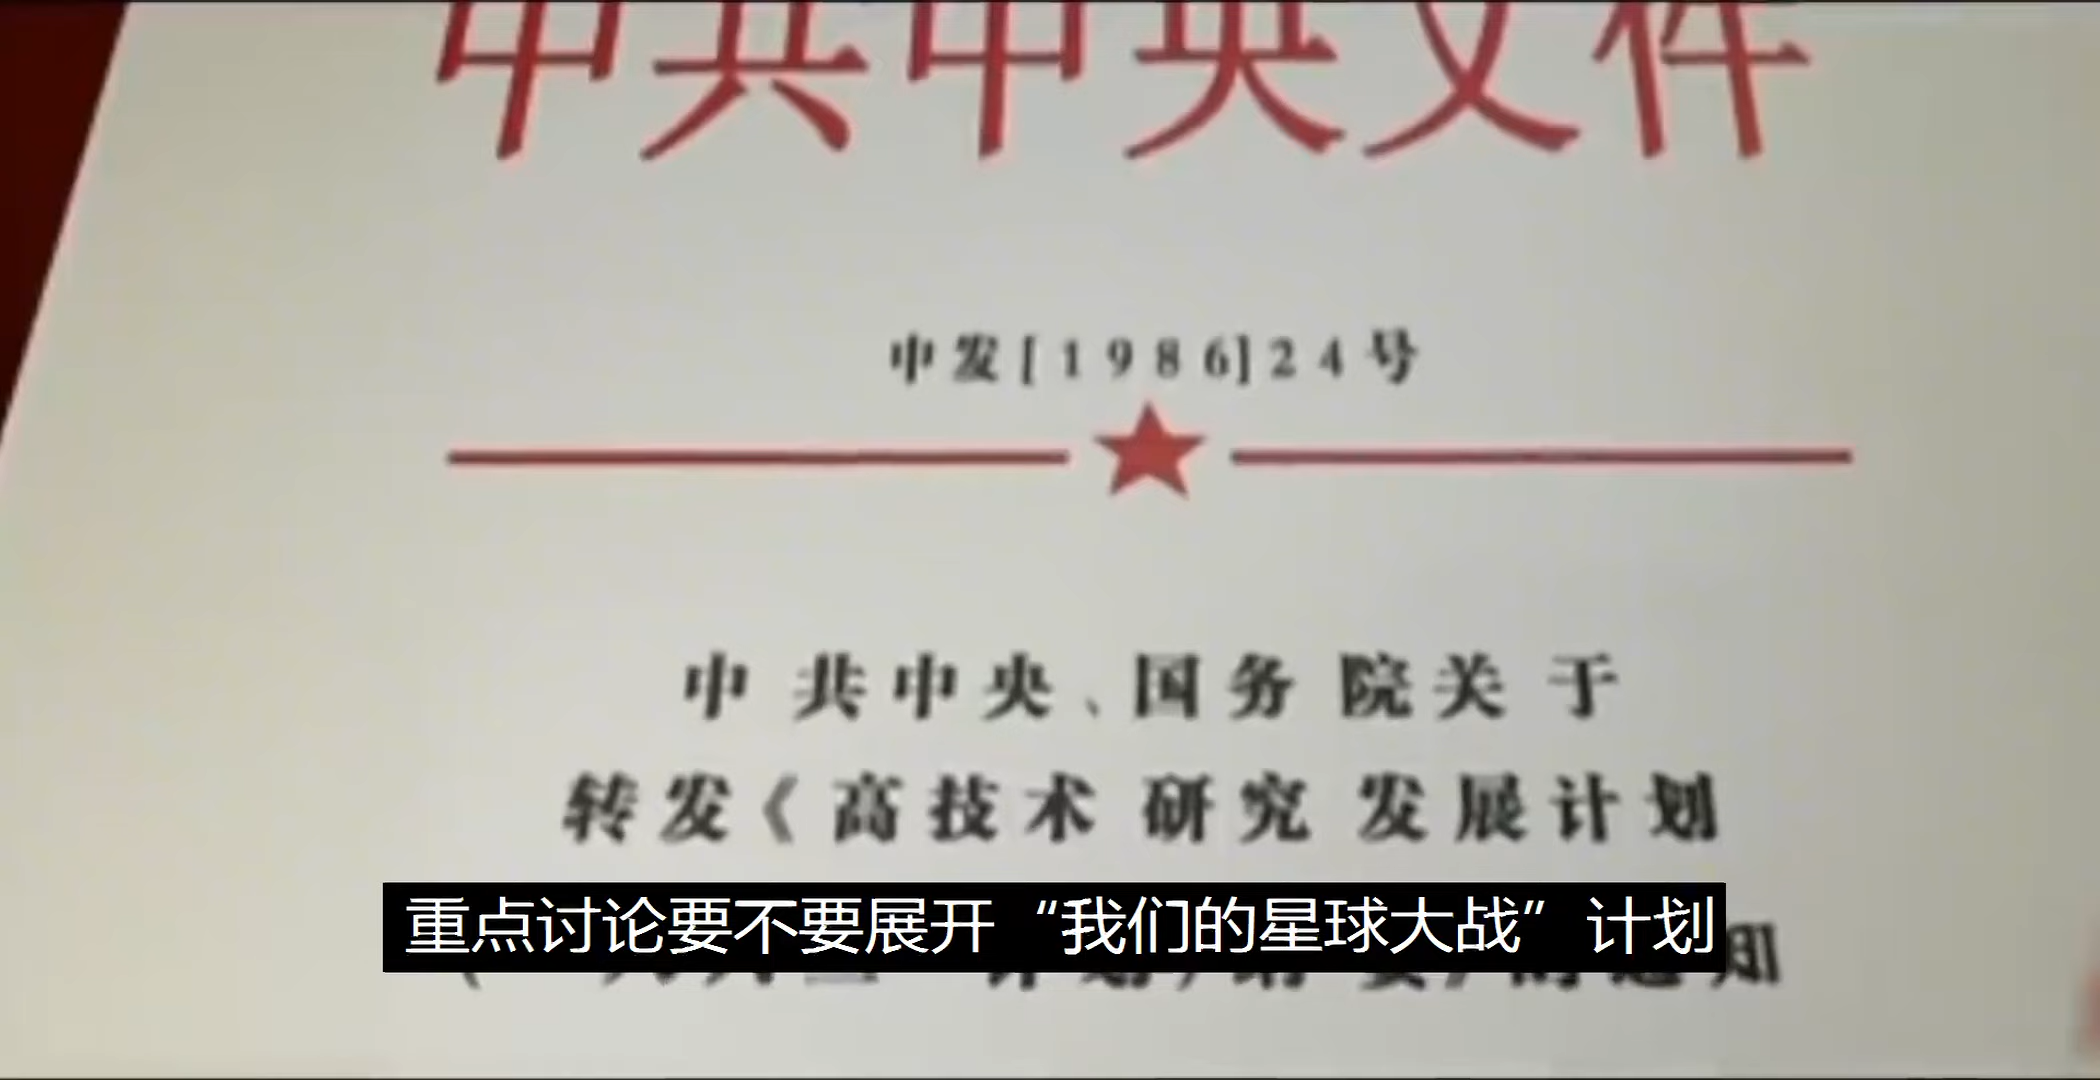 中共中央文件
中发[1986]24号
中共中央、国务院关于
转发《高技术研究发展计划
重点讨论要不要展开“我们的星球大战”计划
知